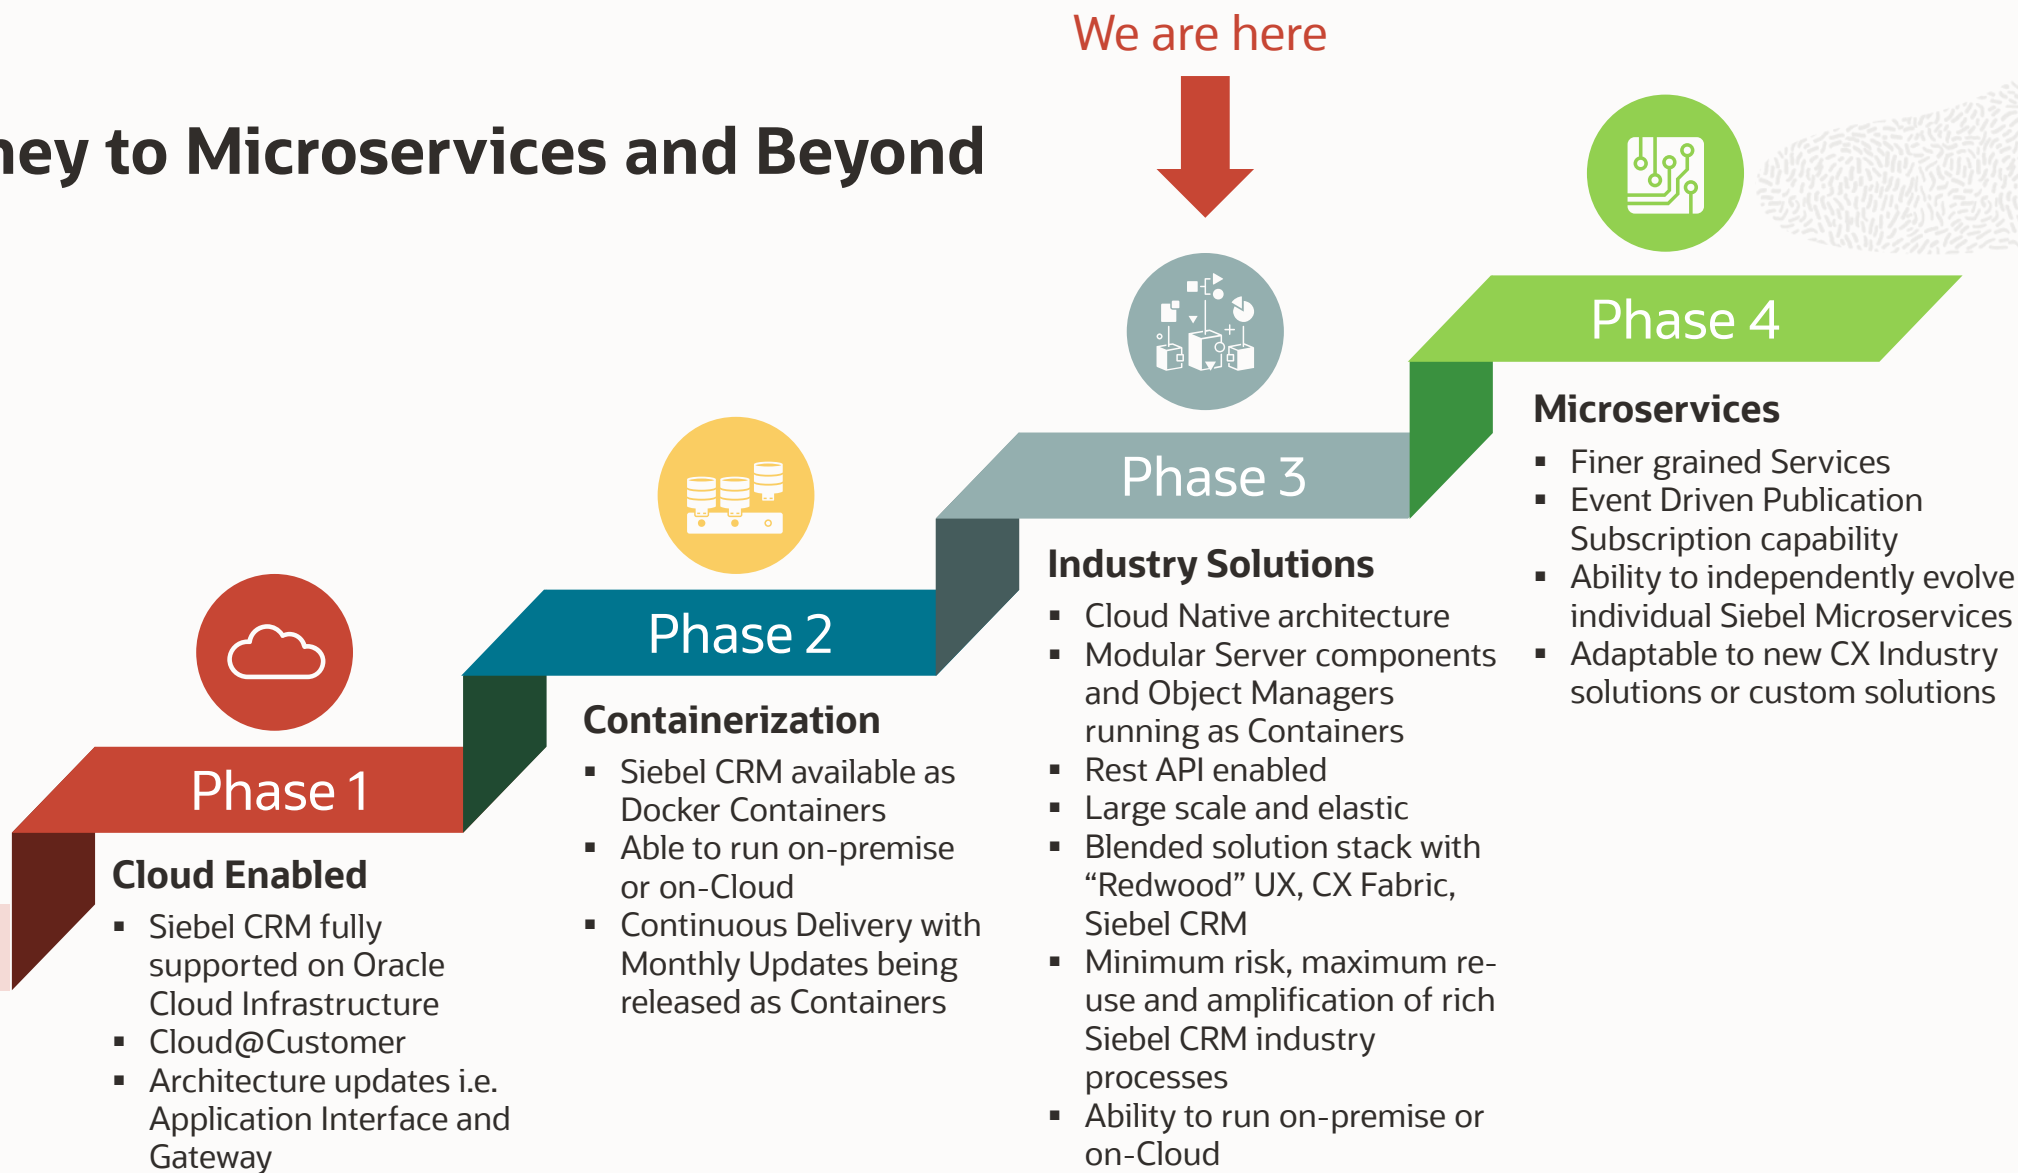 We are here
ney to Microservices and Beyond
Phase 4
Microservices
▪ Finer grained Services
▪ Event Driven Publication
Subscription capability
▪ Ability to independently evolve
individual Siebel Microservices
▪ Adaptable to new CX Industry
solutions or custom solutions
Phase 3
Industry Solutions
▪ Cloud Native architecture
▪ Modular Server components
and Object Managers
running as Containers
▪ Rest API enabled
▪ Large scale and elastic
▪ Blended solution stack with
“Redwood” UX, CX Fabric,
Siebel CRM
▪ Minimum risk, maximum re-
use and amplification of rich
Siebel CRM industry
processes
▪ Ability to run on-premise or
on-Cloud
Phase 2
Containerization
▪ Siebel CRM available as
Docker Containers
▪ Able to run on-premise
or on-Cloud
▪ Continuous Delivery with
Monthly Updates being
released as Containers
Phase 1
Cloud Enabled
▪ Siebel CRM fully
supported on Oracle
Cloud Infrastructure
▪ Cloud@Customer
▪ Architecture updates i.e.
Application Interface and
Gateway